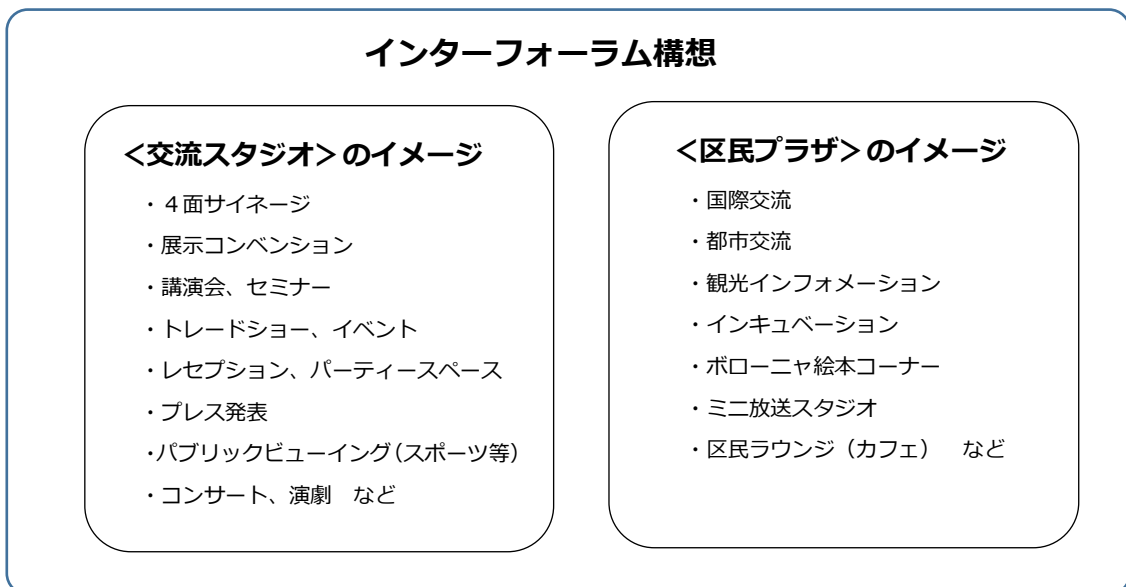 インターフォーラム構想
＜交流スタジオ＞のイメージ
・４面サイネージ
・展示コンベンション
・講演会、セミナー
・トレードショー、イベント
・レセプション、パーティースペース
・プレス発表
・パブリックビューイング（スポーツ等）
・コンサート、演劇　など
＜区民プラザ＞のイメージ
・国際交流
・都市交流
・観光インフォメーション
・インキュベーション
・ボローニャ絵本コーナー
・ミニ放送スタジオ
・区民ラウンジ（カフェ）　など